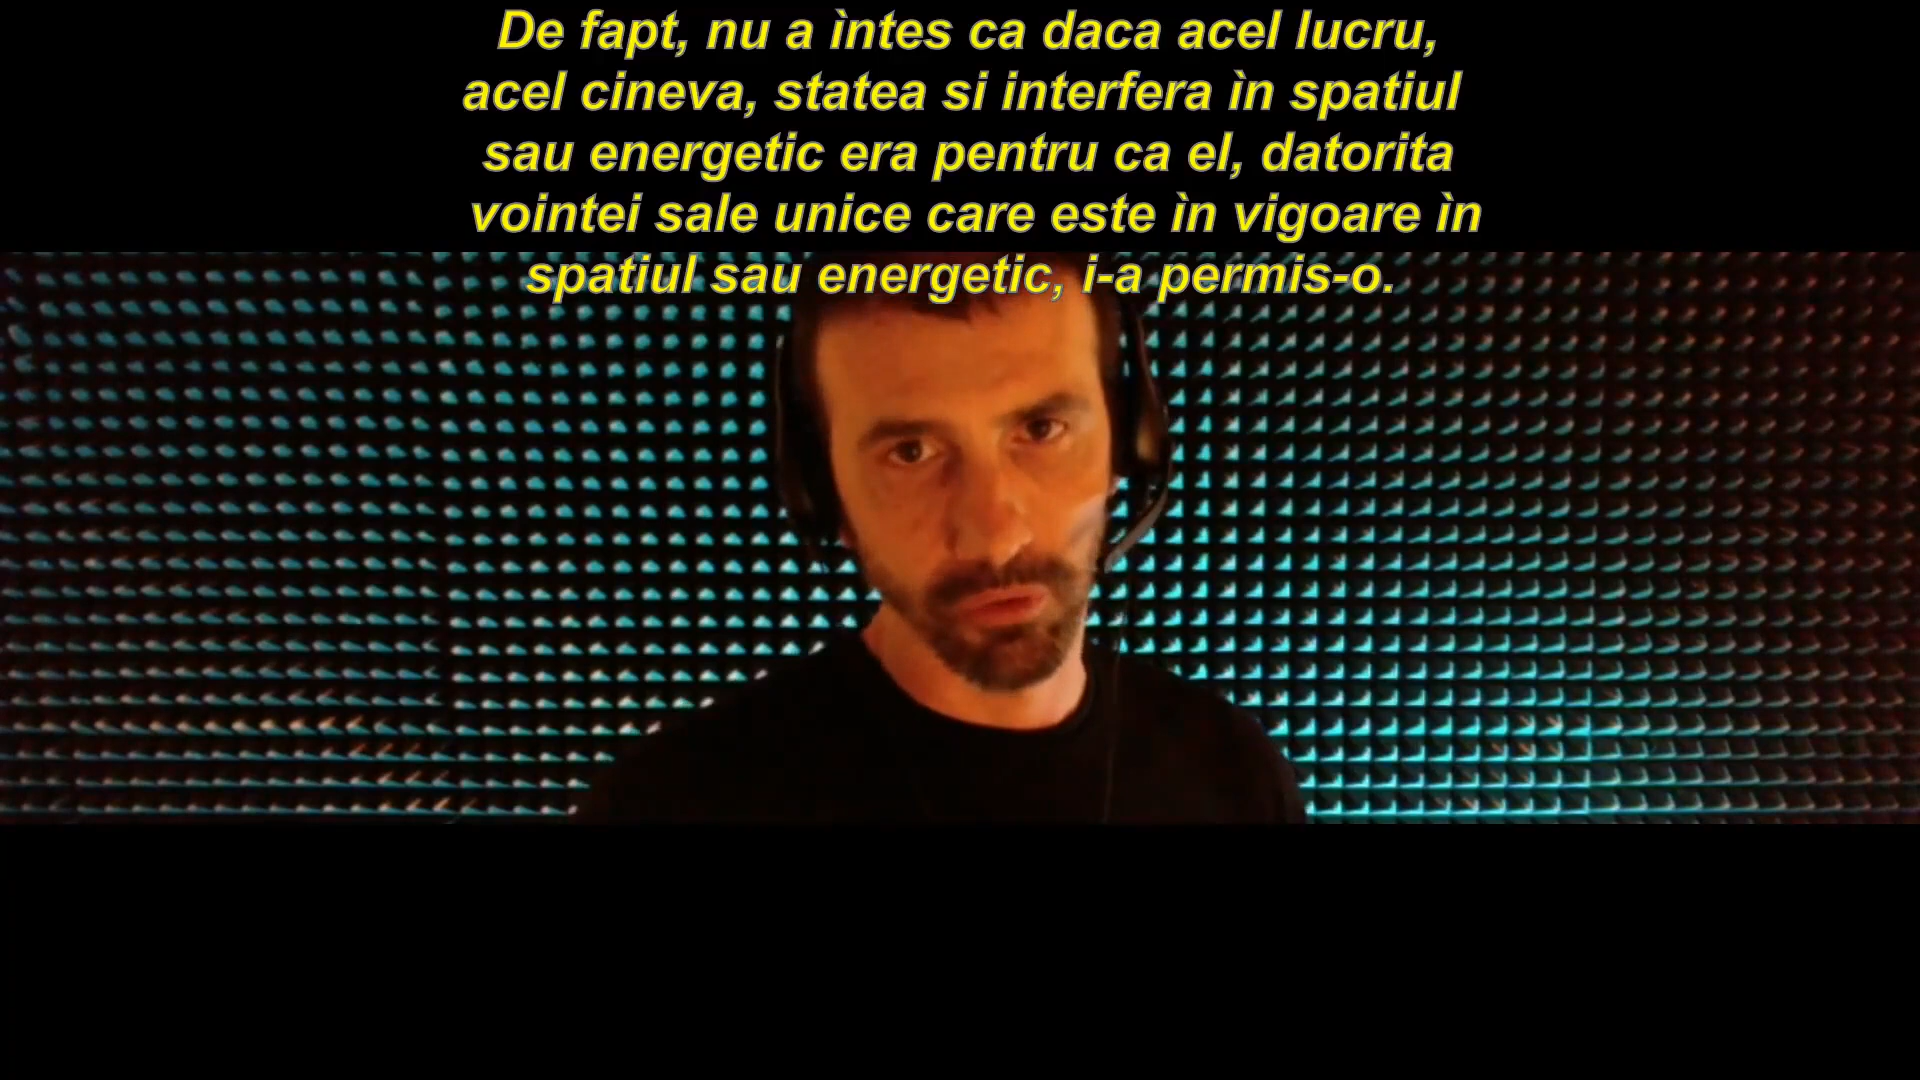 De fapt, nu a ìntes ca daca acel lucru,
acel cineva, statea si interfera ìn spatiul
sau energetic era pentru ca el, datorita
vointei sale unice care este ìn vigoare ìn
spatiul sau energetic, i-a permis-o.